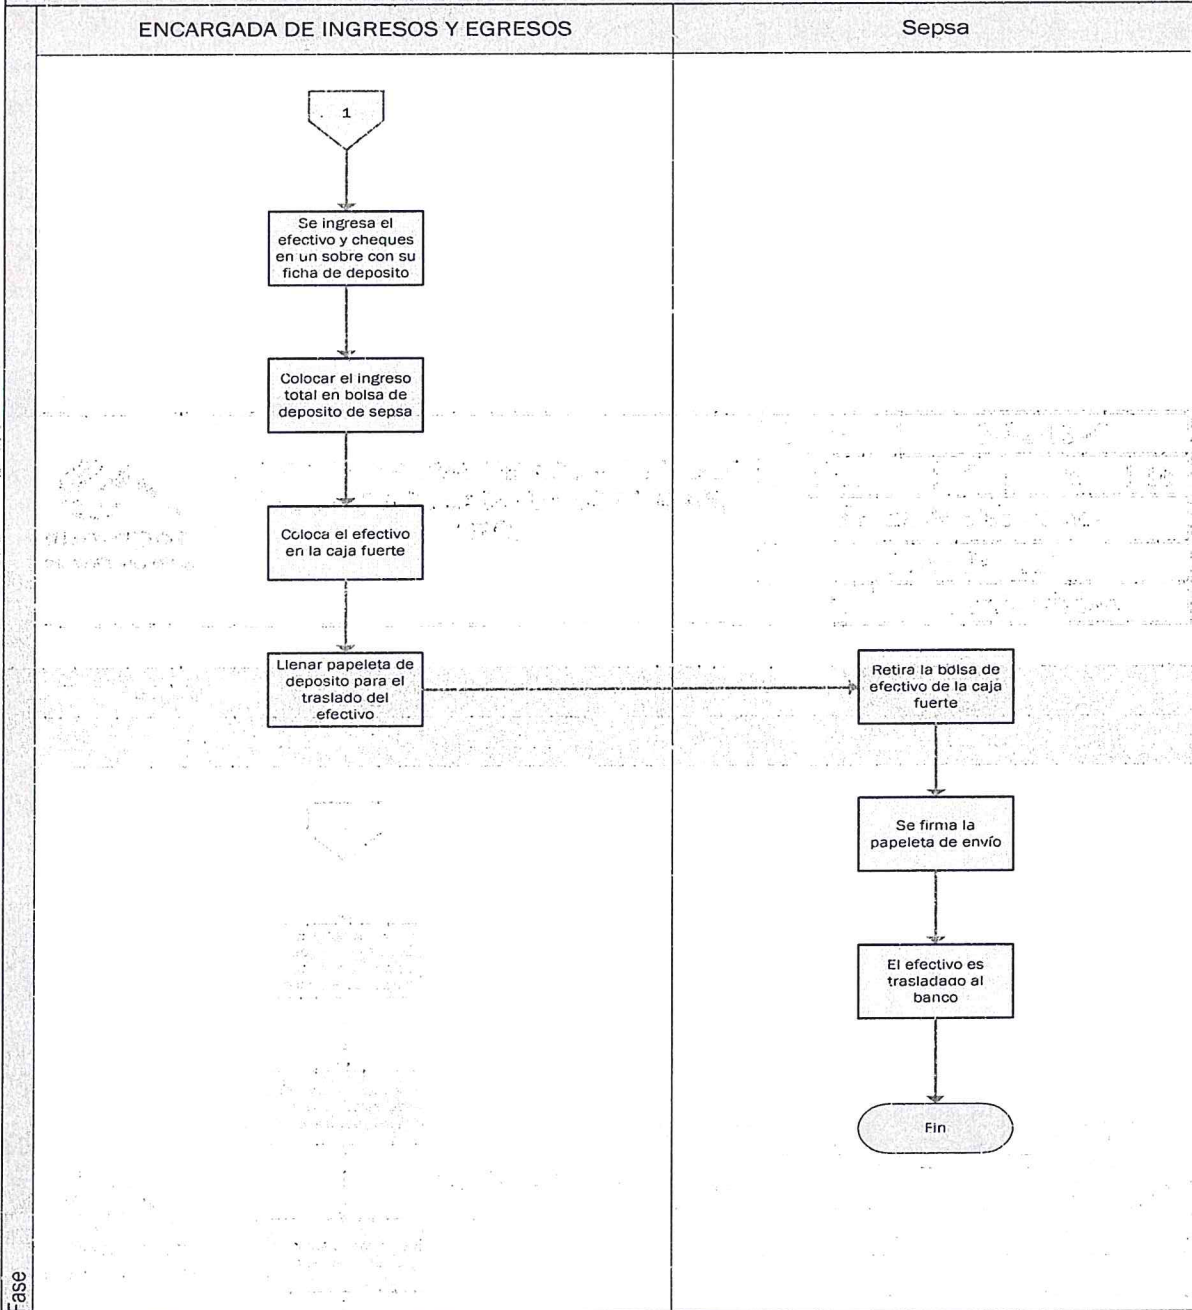 ENCARGADA DE INGRESOS Y EGRESOS
Sepsa
1
Se ingresa el
efectivo y cheques
en un sobre con su
ficha de deposito
Colocar el ingreso
total en bolsa de
deposito de sepsa
Coloca el efectivo
en la caja fuerte
Llenar papeleta de
deposito para el
traslado del
efectivo
Retira la bolsa de
efectivo de la caja
fuerte
Se firma la
papeleta de envío
El efectivo es
trasladado al
banco
Fin
Fase